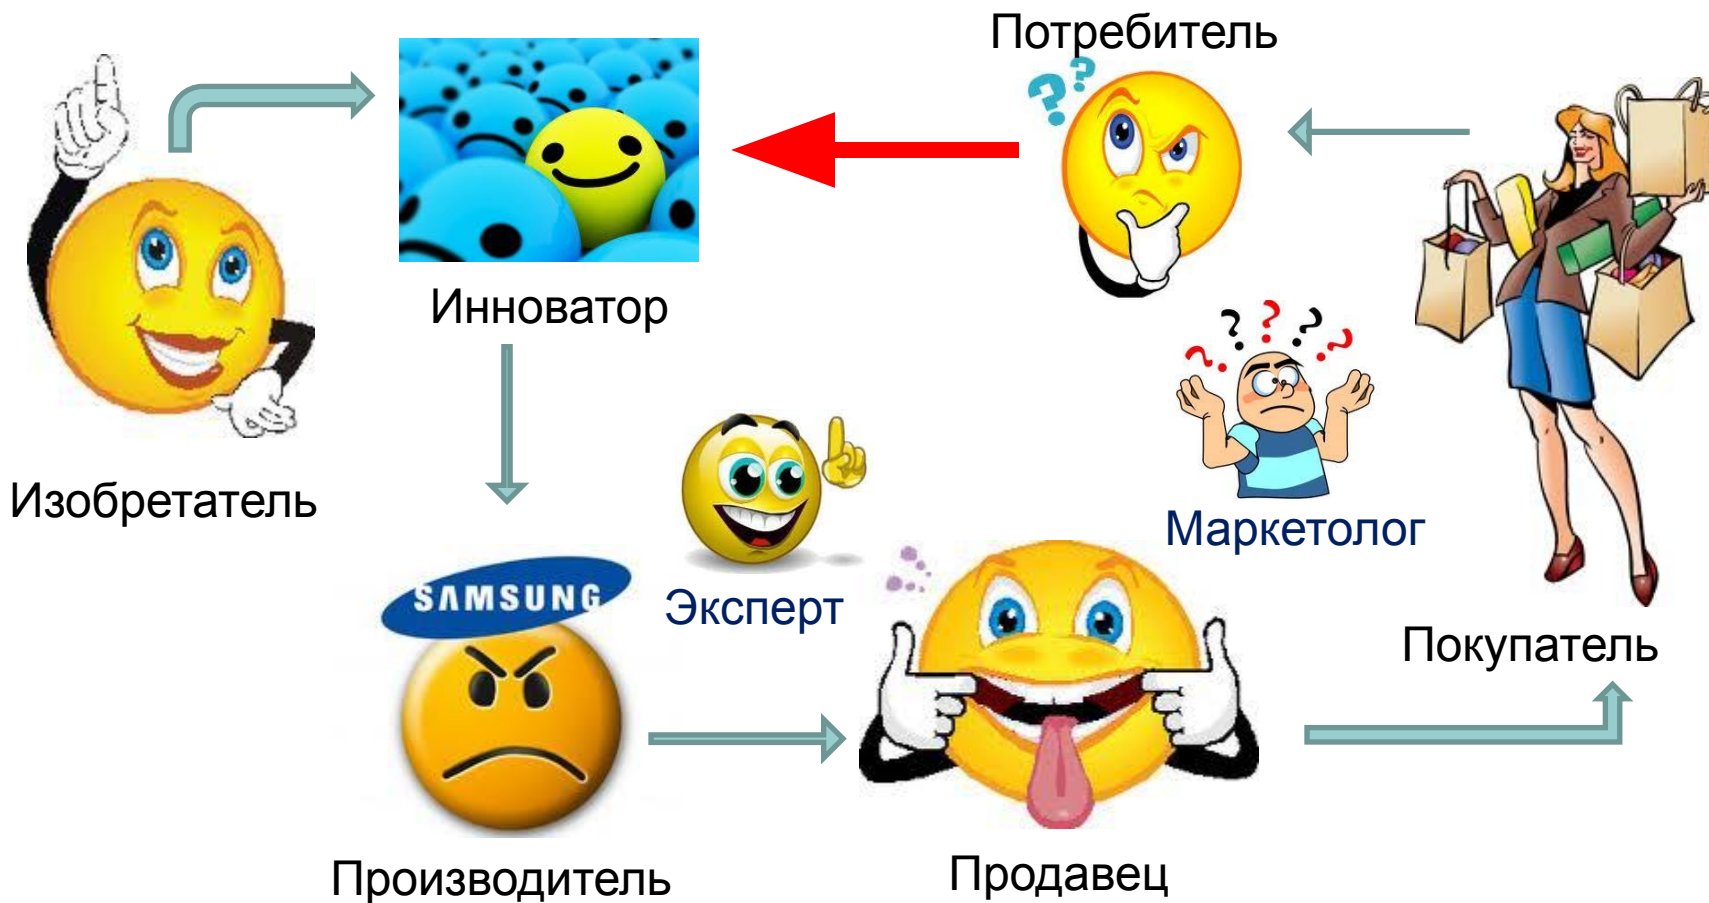 Потребитель
Инноватор
Изобретатель
Маркетолог
SAMSUNG
Эксперт
Покупатель
Производитель
Продавец